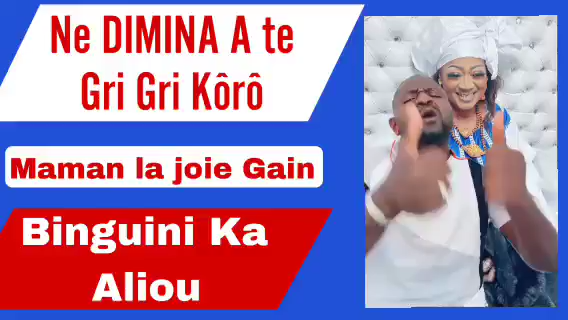 Ne DIMINA A te
Gri Gri Kôrô
Maman la joie Gain
Binguini Ka
Aliou